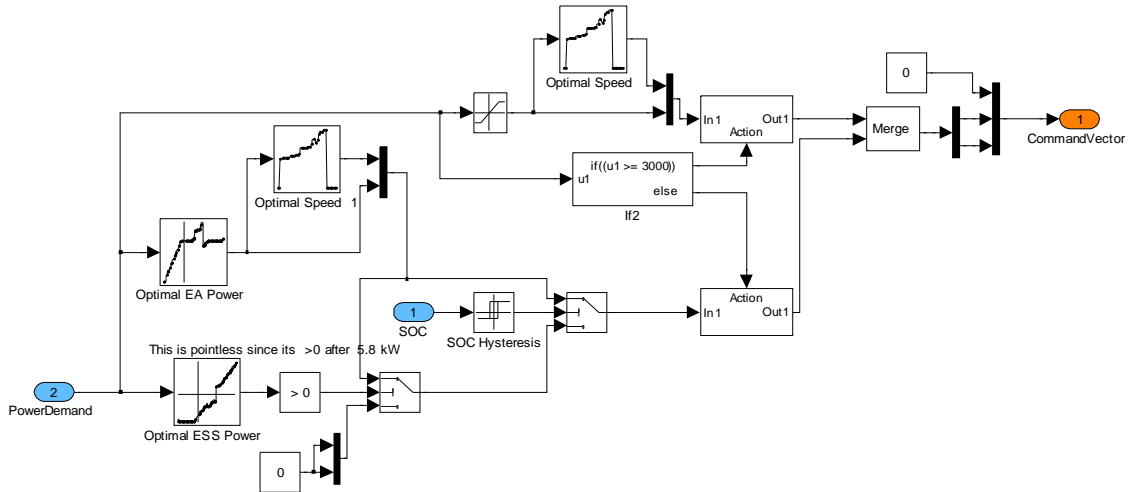 Optimal Speed
0
In1
Out1
Action
Merge
1
CommandVector
Optimal Speed 1
u1
if((u1 >= 3000))
else
If2
Optimal EA Power
1
SOC
SOC Hysteresis
Action
In1
Out1
This is pointless since its >0 after 5.8 kW
2
PowerDemand
> 0
Optimal ESS Power
0